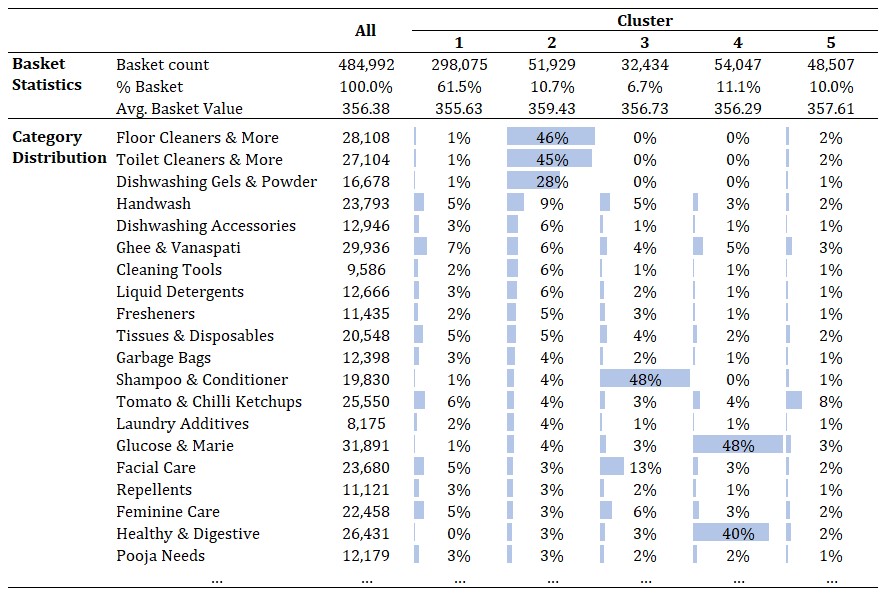 All Cluster
1 2 3 4 5
Basket Statistics Basket count 484,992 298,075 51,929 32,434 54,047 48,507
% Basket 100.0% 61.5% 10.7% 6.7% 11.1% 10.0%
Avg. Basket Value 356.38 355.63 359.43 356.73 356.29 357.61
Category Distribution Floor Cleaners & More 28,108 1% 46% 0% 0% 2%
Toilet Cleaners & More 27,104 1% 45% 0% 0% 2%
Dishwashing Gels & Powder 16,678 1% 28% 0% 0% 1%
Handwash 23,793 5% 9% 5% 3% 2%
Dishwashing Accessories 12,946 3% 6% 1% 1% 1%
Ghee & Vanaspati 29,936 7% 6% 4% 5% 3%
Cleaning Tools 9,586 2% 6% 1% 1% 1%
Liquid Detergents 12,666 3% 6% 2% 1% 1%
Fresheners 11,435 2% 5% 3% 1% 1%
Tissues & Disposables 20,548 5% 5% 4% 2% 2%
Garbage Bags 12,398 3% 4% 2% 1% 1%
Shampoo & Conditioner 19,830 1% 4% 48% 0% 1%
Tomato & Chilli Ketchups 25,550 6% 4% 3% 4% 8%
Laundry Additives 8,175 2% 4% 1% 1% 1%
Glucose & Marie 31,891 1% 4% 3% 48% 3%
Facial Care 23,680 5% 3% 13% 3% 2%
Repellents 11,121 3% 3% 2% 1% 1%
Feminine Care 22,458 5% 3% 6% 3% 2%
Healthy & Digestive 26,431 0% 3% 3% 40% 2%
Pooja Needs 12,179 3% 3% 2% 2% 1%
... ... ... ... ... ... ...